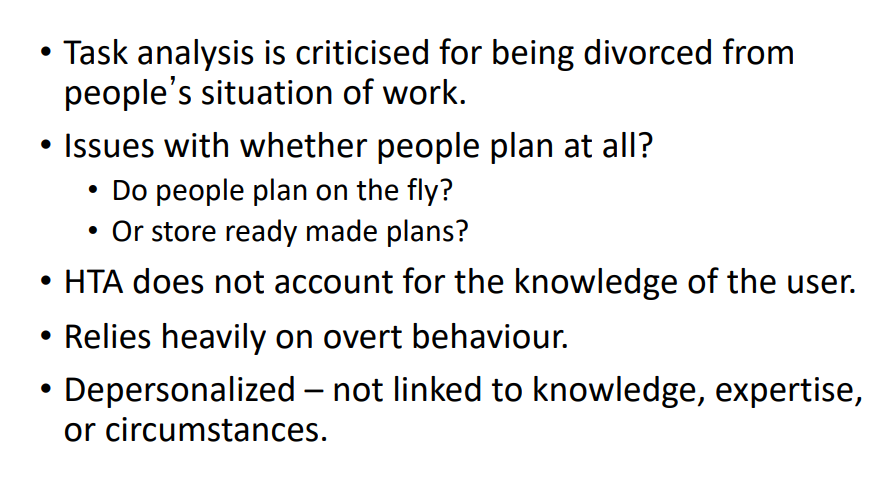 • Task analysis is criticised for being divorced from
people’s situation of work.
• Issues with whether people plan at all?
• Do people plan on the fly?
• Or store ready made plans?
• HTA does not account for the knowledge of the user.
• Relies heavily on overt behaviour.
• Depersonalized – not linked to knowledge, expertise,
or circumstances.